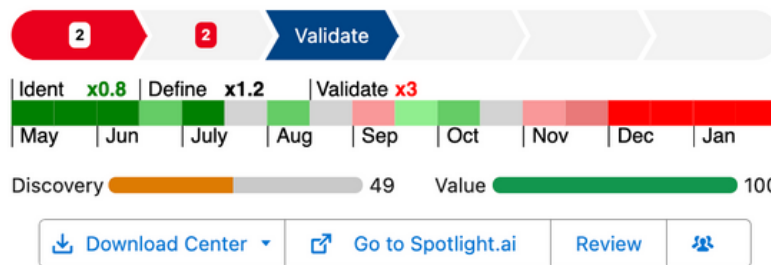 2 2 Validate
Ident x0.8 Define x1.2 Validate x3
May Jun July Aug Sep Oct Nov Dec Jan
Discovery 49 Value 100
Download Center Go to Spotlight.ai Review